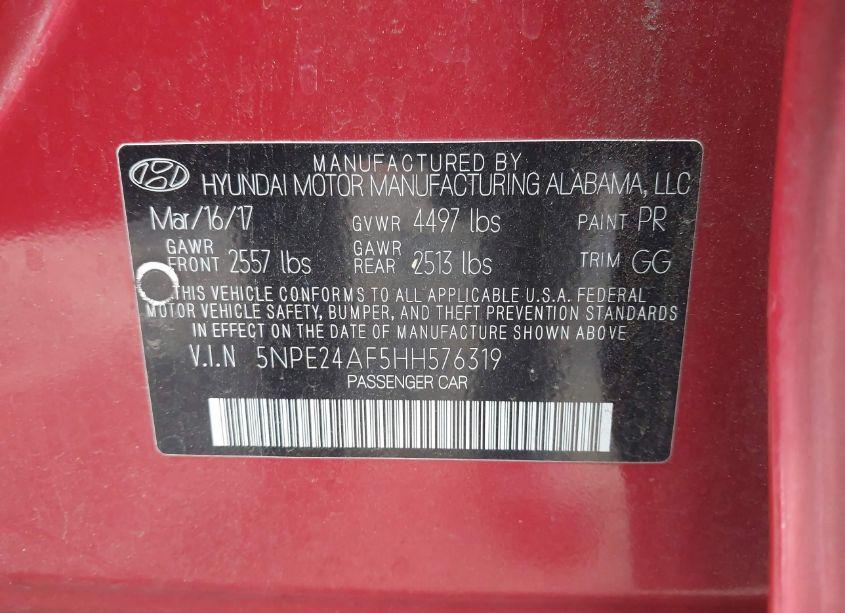 MANUFACTURED BY
HYUNDAI MOTOR MANUFACTURING ALABAMA, LLC
Mar/16/17 GVWR 4497 lbs PAINT PR
GAWR FRONT 2557 lbs GAWR REAR 2513 lbs TRIM GG
THIS VEHICLE CONFORMS TO ALL APPLICABLE U.S.A. FEDERAL
MOTOR VEHICLE SAFETY, BUMPER, AND THEFT PREVENTION STANDARDS
IN EFFECT ON THE DATE OF MANUFACTURE SHOWN ABOVE.
V.I.N 5NPE24AF5HH576319
PASSENGER CAR